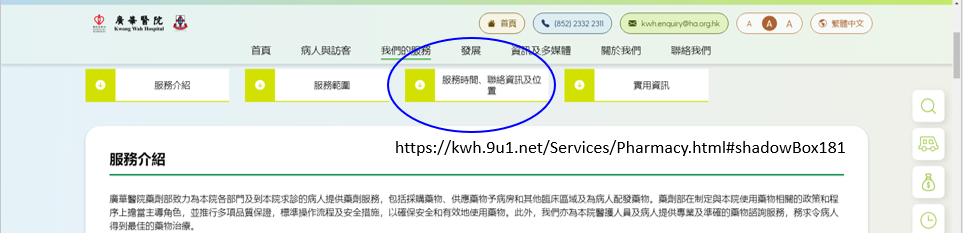 廣華醫院
Kwong Wah Hospital
首頁
(852) 2332 2311
kwh.enquiry@ha.org.hk
A A A
繁體中文
首頁 病人與訪客 我們的服務 發展 資訊及多媒體 關於我們 聯絡我們
服務介紹
服務範圍
服務時間、聯絡資訊及位
置
實用資訊
https://kwh.9u1.net/Services/Pharmacy.html#shadowBox181
服務介紹
廣華醫院藥劑部致力為本院各部門及到本院求診的病人提供藥劑服務，包括採購藥物、供應藥物予病房和其他臨床區域及為病人配發藥物。藥劑部在制定與本院使用藥物相關的政策和程
序上擔當主導角色，並推行多項品質保證，標準操作流程及安全措施，以確保安全和有效地使用藥物。此外，我們亦為本院醫護人員及病人提供專業及準確的藥物諮詢服務，務求令病人
得到最佳的藥物治療。